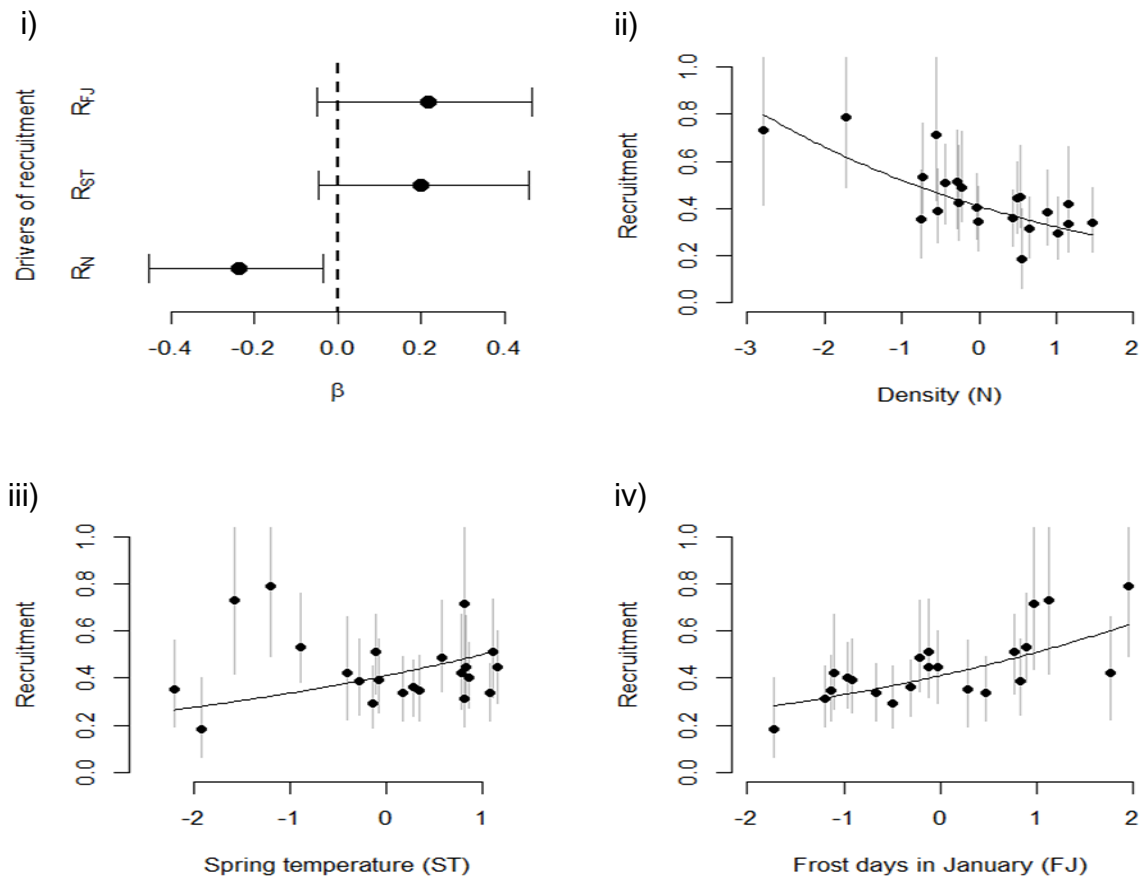 i)
Drivers of recruitment
R_FJ
R_ST
R_N
-0.4 -0.2 0.0 0.2 0.4
β
ii)
Recruitment
1.0
0.8
0.6
0.4
0.2
0.0
-3 -2 -1 0 1 2
Density (N)
iii)
Recruitment
1.0
0.8
0.6
0.4
0.2
0.0
-2 -1 0 1
Spring temperature (ST)
iv)
Recruitment
1.0
0.8
0.6
0.4
0.2
0.0
-2 -1 0 1 2
Frost days in January (FJ)